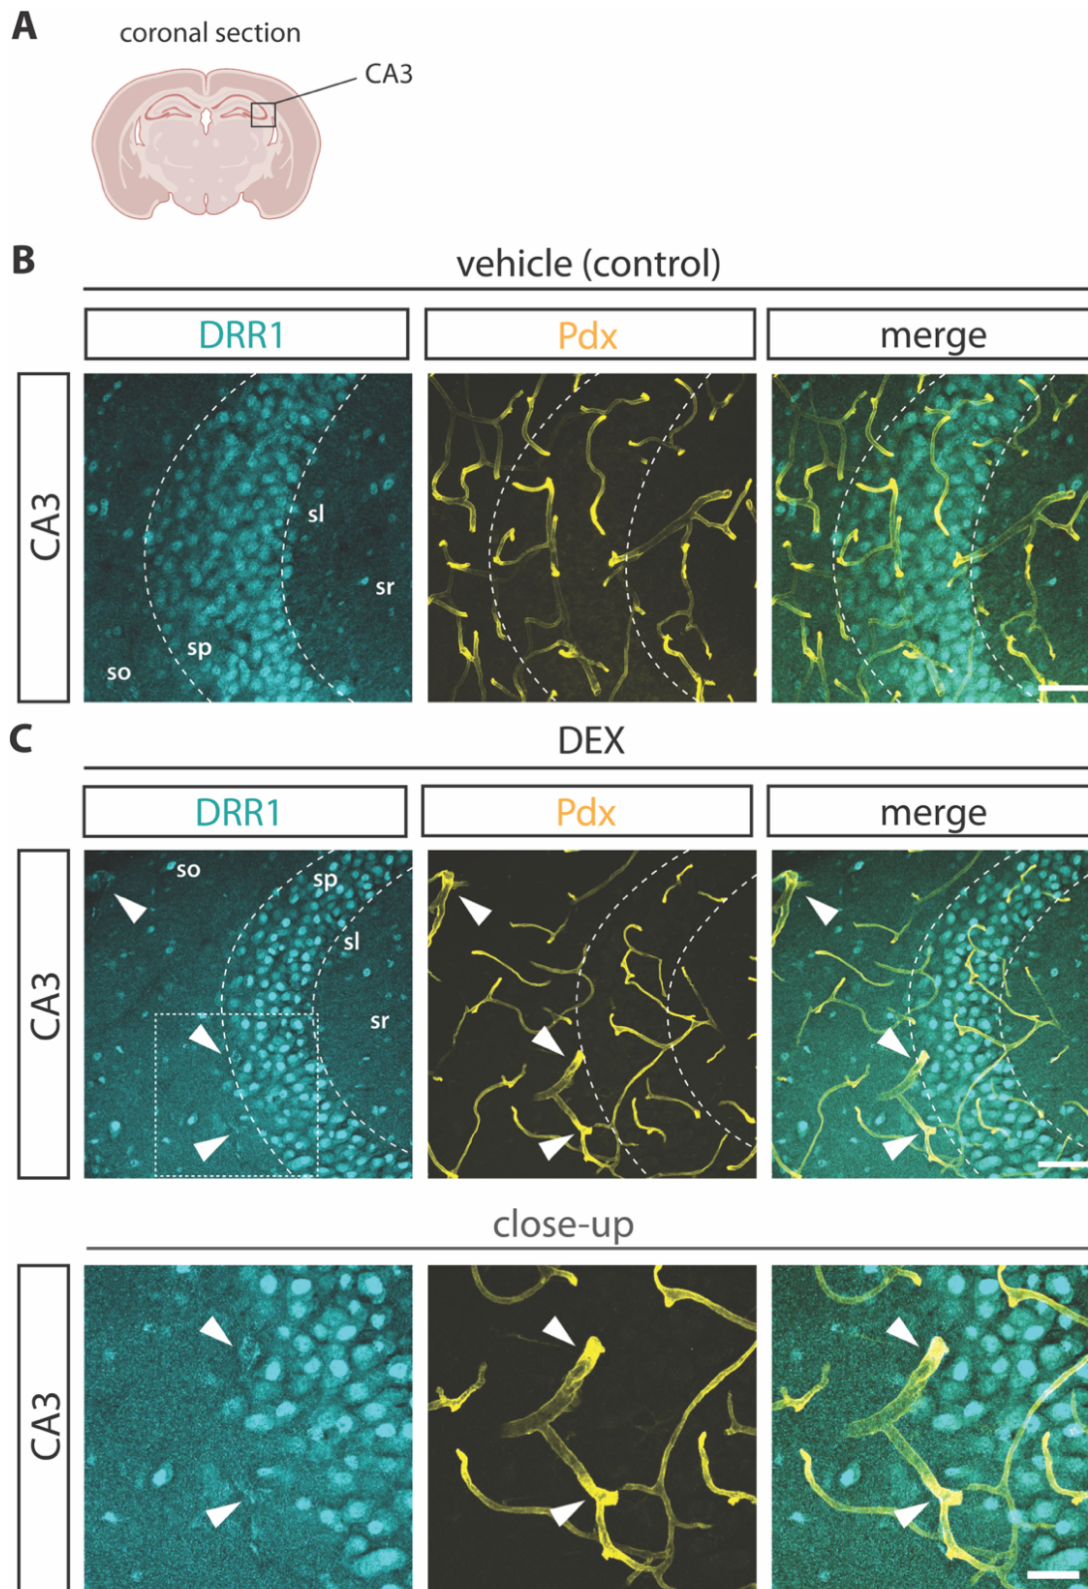 A
coronal section
CA3
B
vehicle (control)
DRR1
Pdx
merge
CA3
sl
sr
sp
so
C
DEX
DRR1
Pdx
merge
CA3
so
sp
sl
sr
close-up
CA3